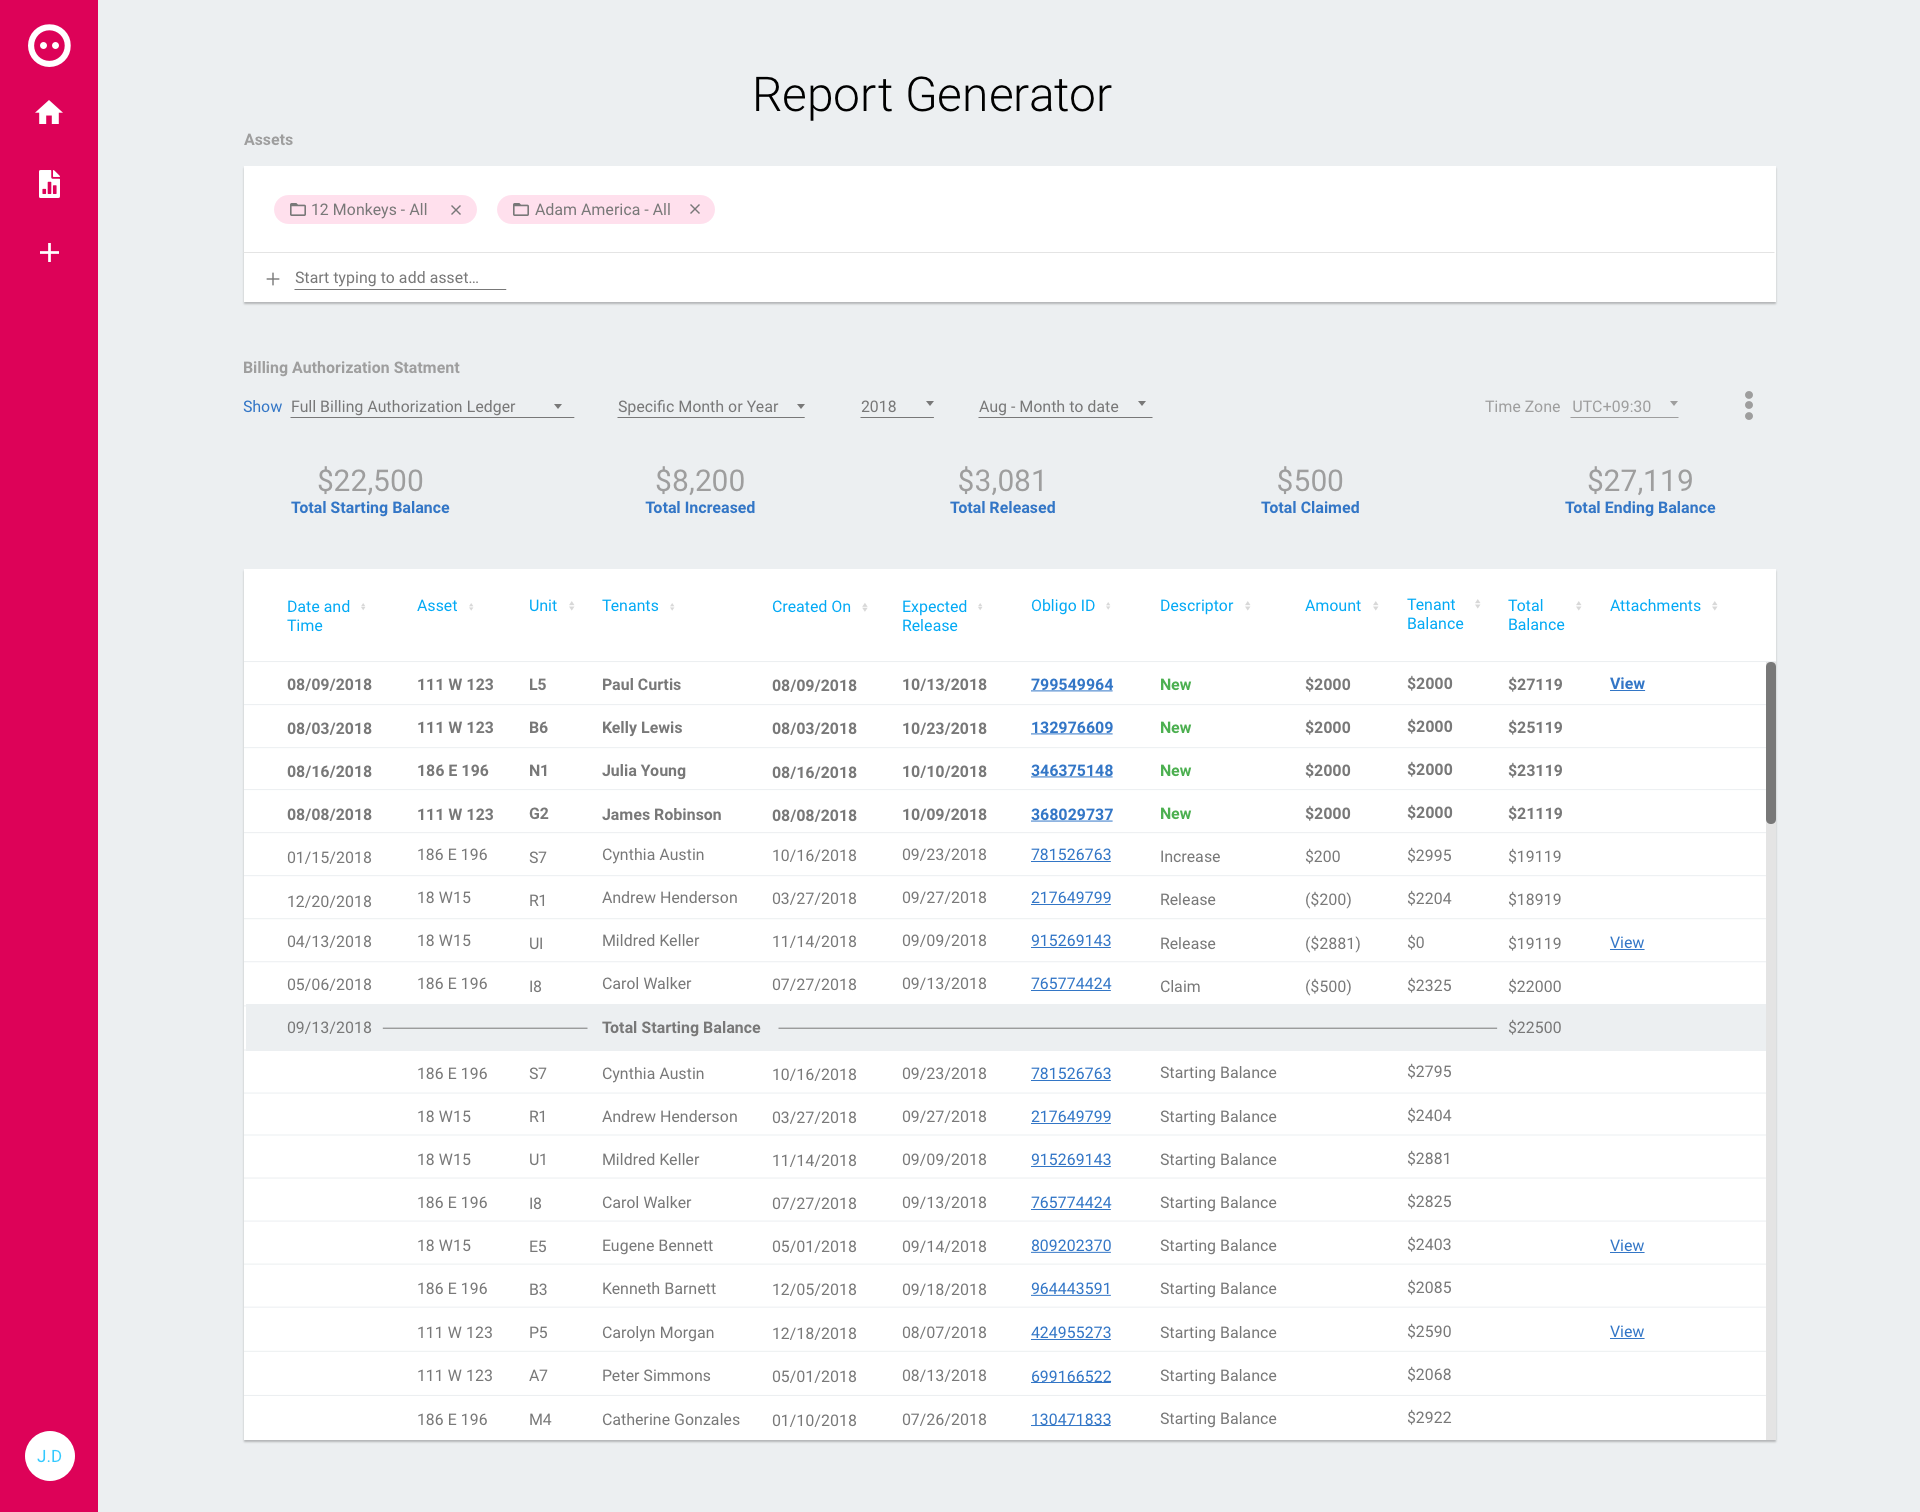 Report Generator
Assets
12 Monkeys - All
Adam America - All
Start typing to add asset...
Billing Authorization Statment
Show Full Billing Authorization Ledger Specific Month or Year 2018 Aug - Month to date Time Zone UTC+09:30
$22,500 $8,200 $3,081 $500 $27,119
Total Starting Balance Total Increased Total Released Total Claimed Total Ending Balance
Date and Time Asset Unit Tenants Created On Expected Release Obligo ID Descriptor Amount Tenant Balance Total Balance Attachments
08/09/2018 111 W 123 L5 Paul Curtis 08/09/2018 10/13/2018 799549964 New $2000 $2000 $27119 View
08/03/2018 111 W 123 B6 Kelly Lewis 08/03/2018 10/23/2018 132976609 New $2000 $2000 $25119
08/16/2018 186 E 196 N1 Julia Young 08/16/2018 10/10/2018 346375148 New $2000 $2000 $23119
08/08/2018 111 W 123 G2 James Robinson 08/08/2018 10/09/2018 368029737 New $2000 $2000 $21119
01/15/2018 186 E 196 S7 Cynthia Austin 10/16/2018 09/23/2018 781526763 Increase $200 $2995 $19119
12/20/2018 18 W15 R1 Andrew Henderson 03/27/2018 09/27/2018 217649799 Release ($200) $2204 $18919
04/13/2018 18 W15 UI Mildred Keller 11/14/2018 09/09/2018 915269143 Release ($2881) $0 $19119 View
05/06/2018 186 E 196 I8 Carol Walker 07/27/2018 09/13/2018 765774424 Claim ($500) $2325 $22000
09/13/2018 Total Starting Balance $22500
186 E 196 S7 Cynthia Austin 10/16/2018 09/23/2018 781526763 Starting Balance $2795
18 W15 R1 Andrew Henderson 03/27/2018 09/27/2018 217649799 Starting Balance $2404
18 W15 U1 Mildred Keller 11/14/2018 09/09/2018 915269143 Starting Balance $2881
186 E 196 I8 Carol Walker 07/27/2018 09/13/2018 765774424 Starting Balance $2825
18 W15 E5 Eugene Bennett 05/01/2018 09/14/2018 809202370 Starting Balance $2403 View
186 E 196 B3 Kenneth Barnett 12/05/2018 09/18/2018 964443591 Starting Balance $2085
111 W 123 P5 Carolyn Morgan 12/18/2018 08/07/2018 424955273 Starting Balance $2590 View
111 W 123 A7 Peter Simmons 05/01/2018 08/13/2018 699166522 Starting Balance $2068
186 E 196 M4 Catherine Gonzales 01/10/2018 07/26/2018 130471833 Starting Balance $2922
J.D